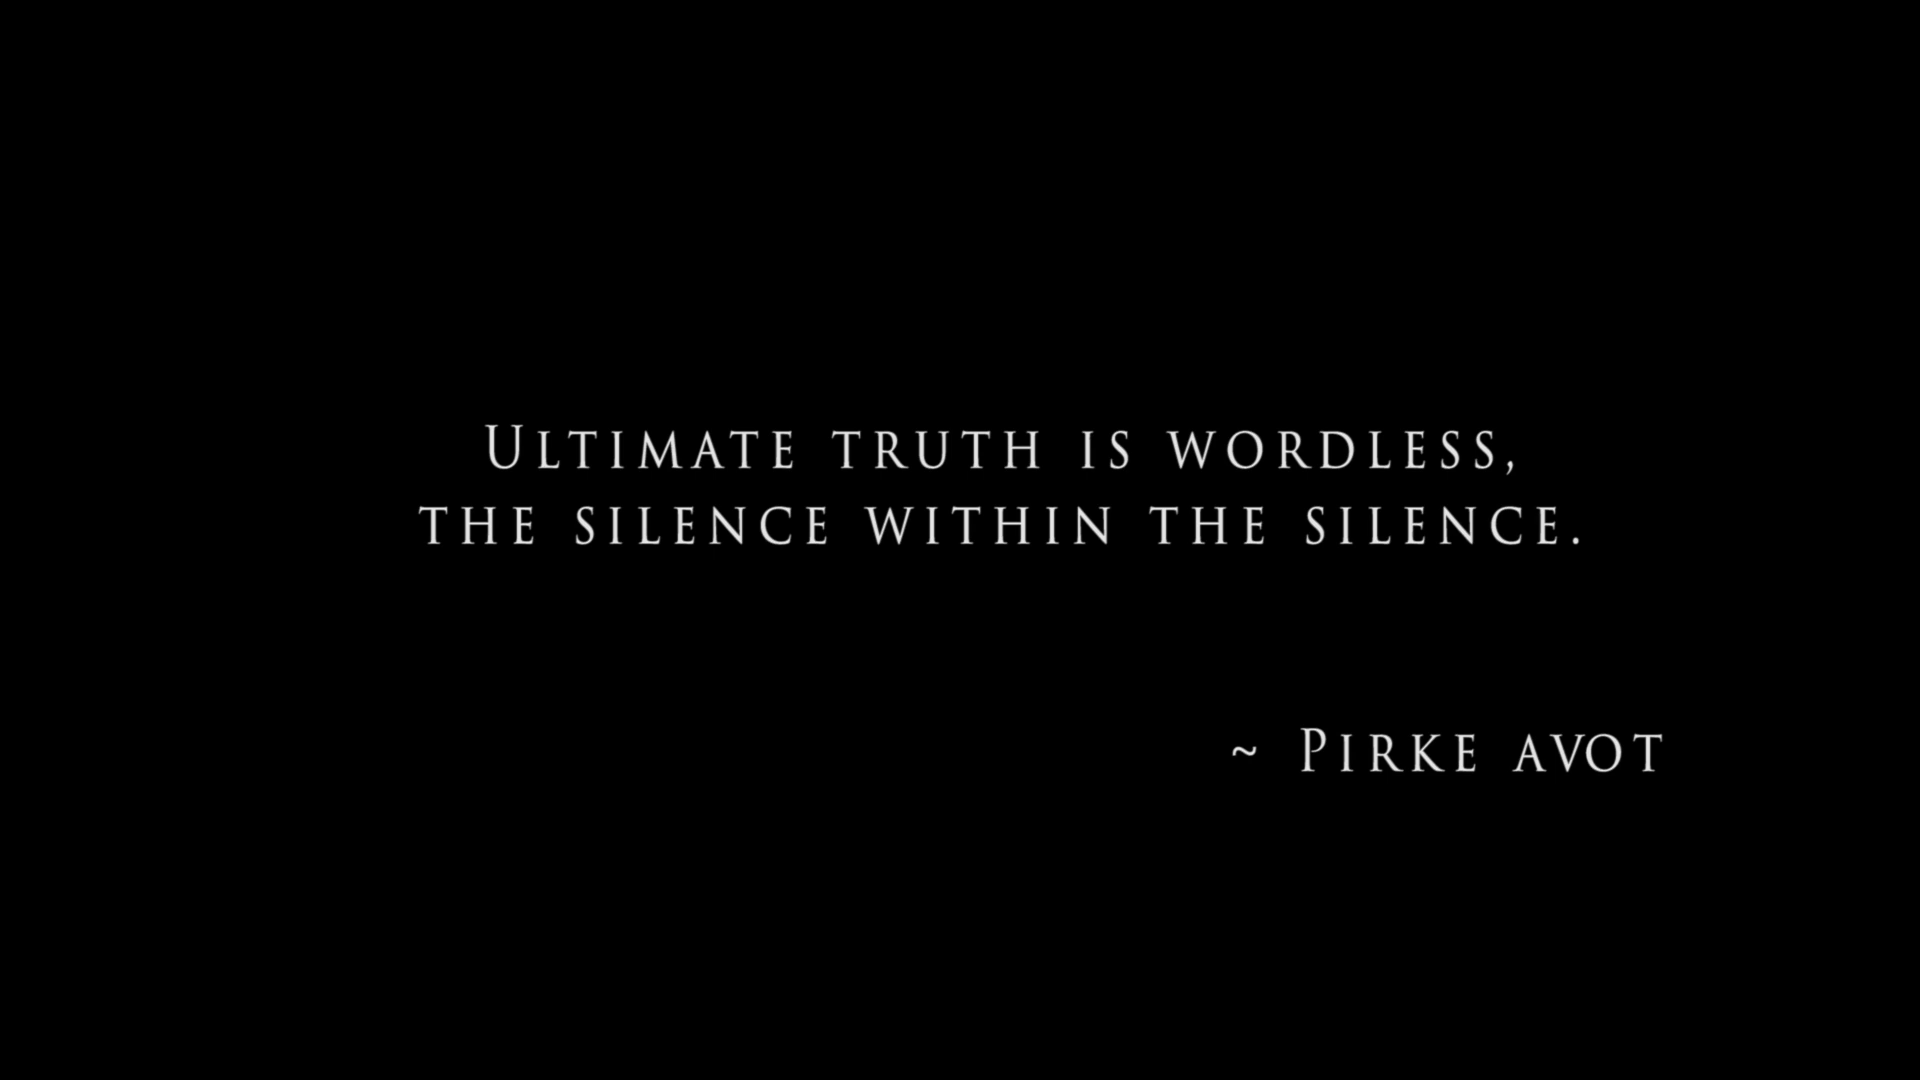 Ultimate truth is wordless,
the silence within the silence.
~ Pirke avot